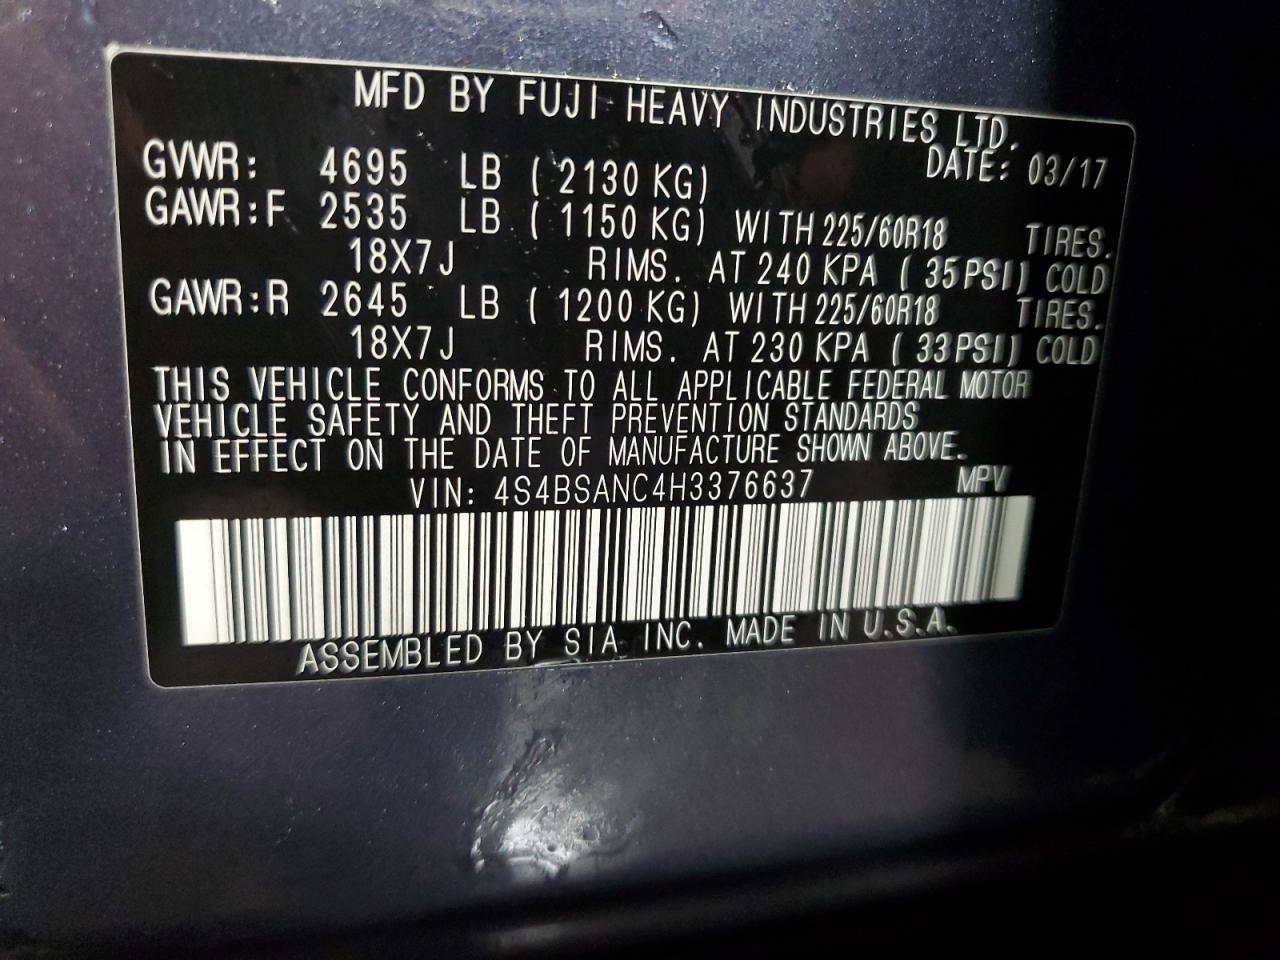 MFD BY FUJI HEAVY INDUSTRIES LTD.
DATE: 03/17
GVWR: 4695 LB ( 2130 KG)
GAWR:F 2535 LB ( 1150 KG) WITH 225/60R18 TIRES.
18X7J RIMS. AT 240 KPA ( 35PSI) COLD
GAWR:R 2645 LB ( 1200 KG) WITH 225/60R18 TIRES.
18X7J RIMS. AT 230 KPA ( 33PSI) COLD
THIS VEHICLE CONFORMS TO ALL APPLICABLE FEDERAL MOTOR
VEHICLE SAFETY AND THEFT PREVENTION STANDARDS
IN EFFECT ON THE DATE OF MANUFACTURE SHOWN ABOVE.
VIN: 4S4BSANC4H3376637 MPV
ASSEMBLED BY SIA INC. MADE IN U.S.A.